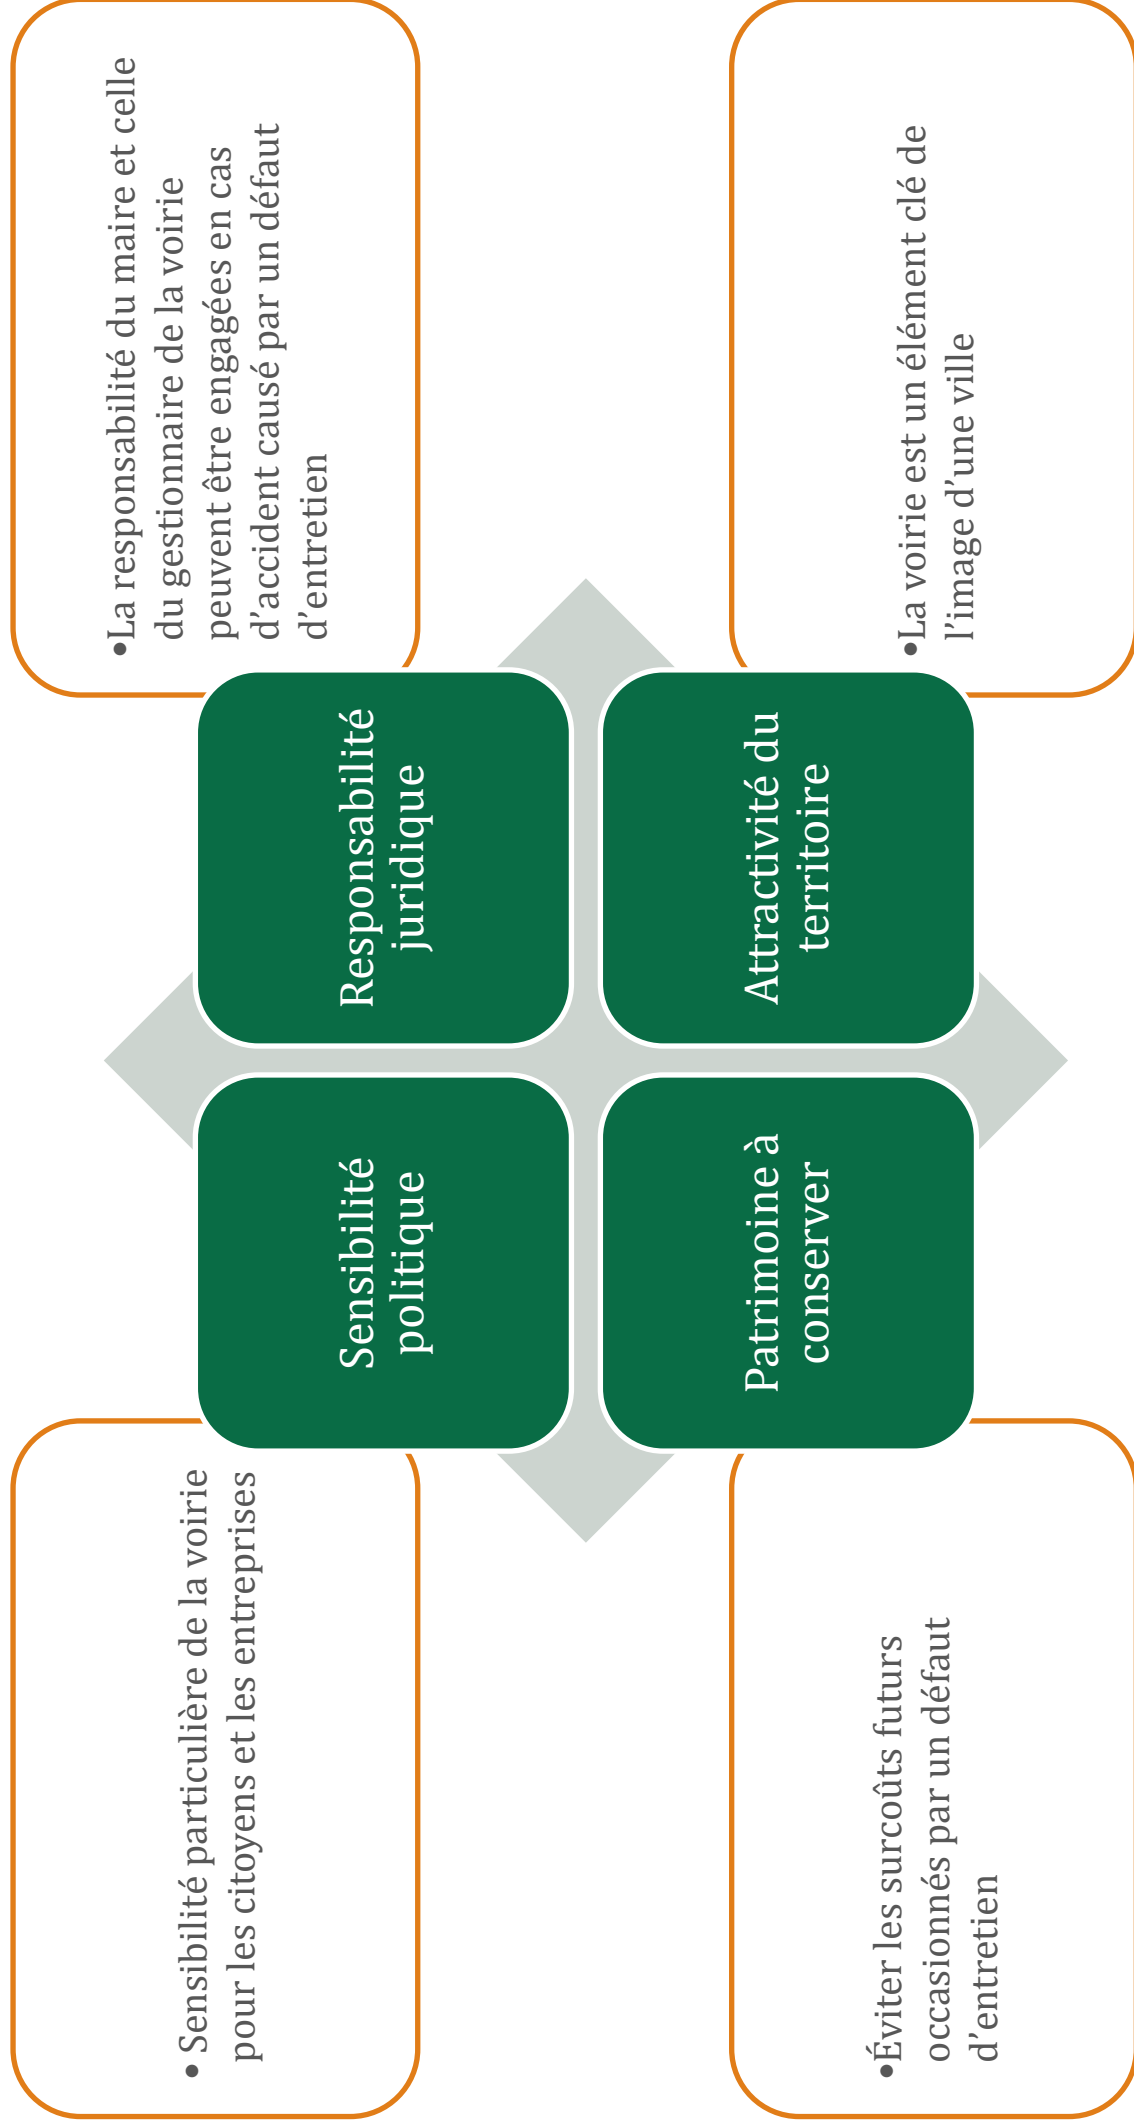 • Sensibilité particulière de la voirie
pour les citoyens et les entreprises
Sensibilité
politique
Responsabilité
juridique
•La responsabilité du maire et celle
du gestionnaire de la voirie
peuvent être engagées en cas
d’accident causé par un défaut
d’entretien
•Éviter les surcoûts futurs
occasionnés par un défaut
d’entretien
Patrimoine à
conserver
Attractivité du
territoire
•La voirie est un élément clé de
l’image d’une ville